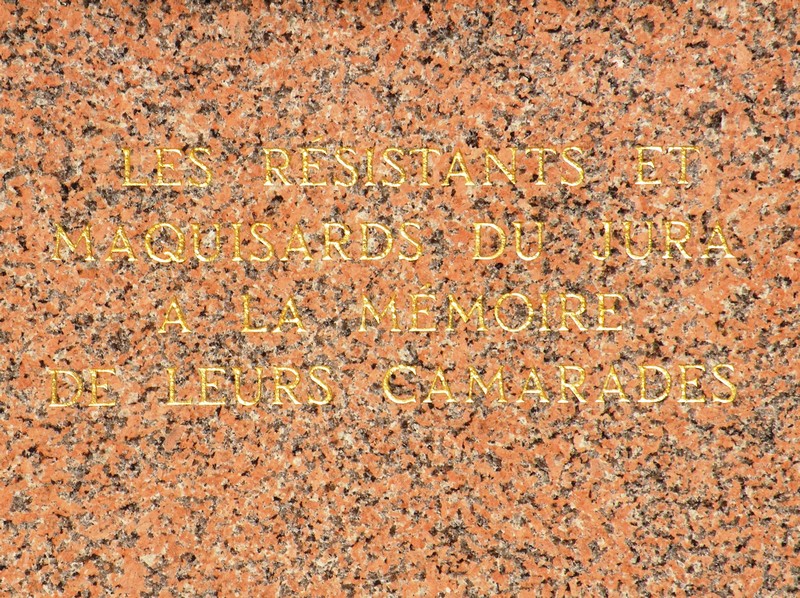 LES RÉSISTANTS ET
MAQUISARDS DU JURA
A LA MÉMOIRE
DE LEURS CAMARADES